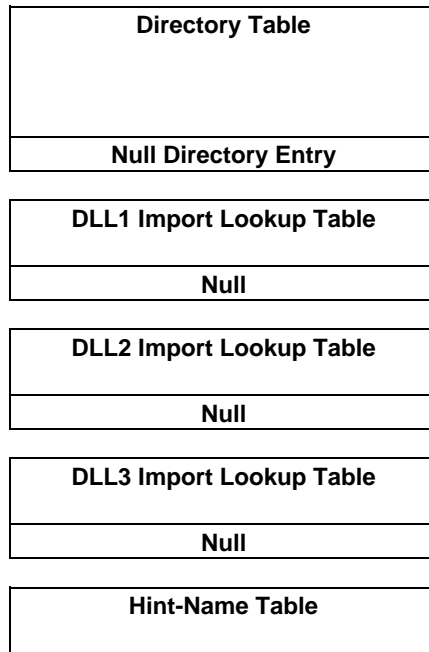 Directory Table
Null Directory Entry
DLL1 Import Lookup Table
Null
DLL2 Import Lookup Table
Null
DLL3 Import Lookup Table
Null
Hint-Name Table